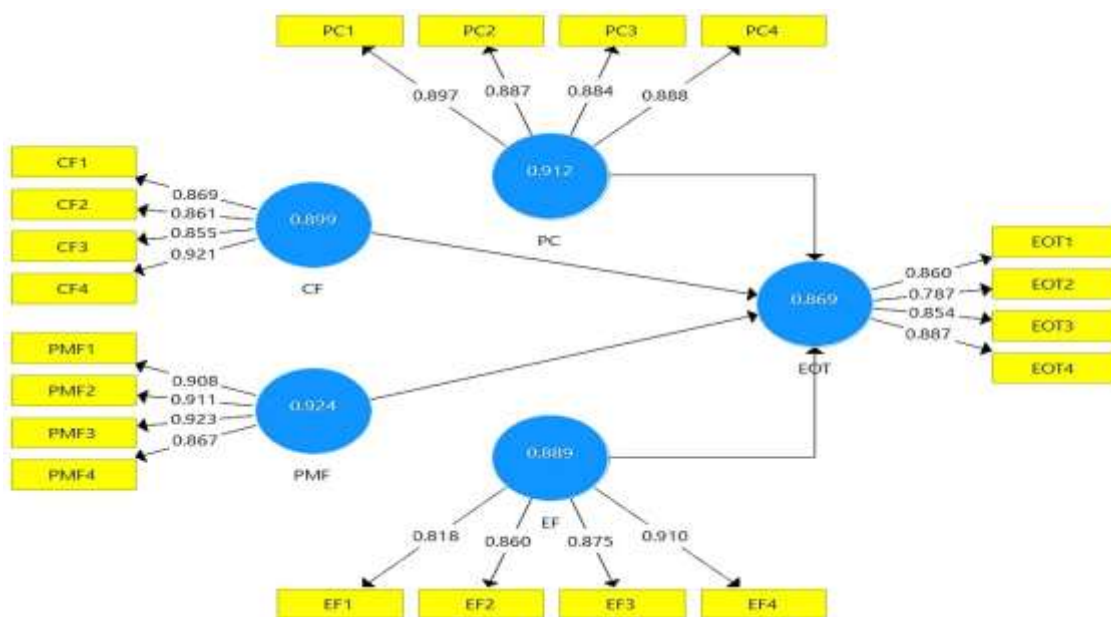 PC1 PC2 PC3 PC4
0.897 0.887 0.884 0.888
0.912
PC
CF1
CF2
CF3
CF4
0.869
0.861
0.855
0.921
0.899
CF
PMF1
PMF2
PMF3
PMF4
0.908
0.911
0.923
0.867
0.924
PMF
0.869
EOT
0.860
0.787
0.854
0.887
EOT1
EOT2
EOT3
EOT4
0.889
EF
0.818 0.860 0.875 0.910
EF1 EF2 EF3 EF4